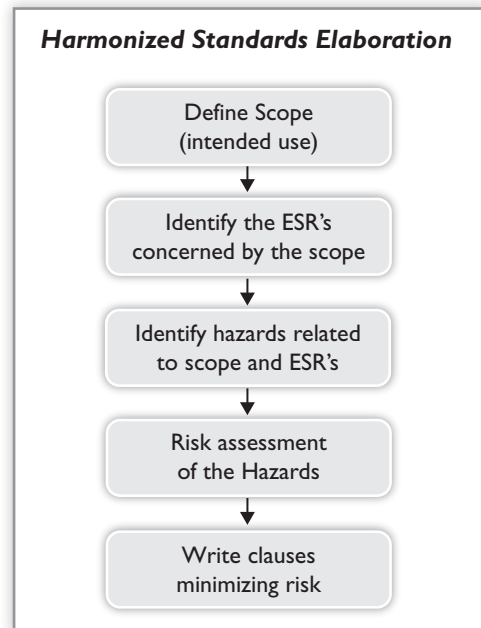 Harmonized Standards Elaboration
Define Scope
(intended use)
Identify the ESR's
concerned by the scope
Identify hazards related
to scope and ESR's
Risk assessment
of the Hazards
Write clauses
minimizing risk